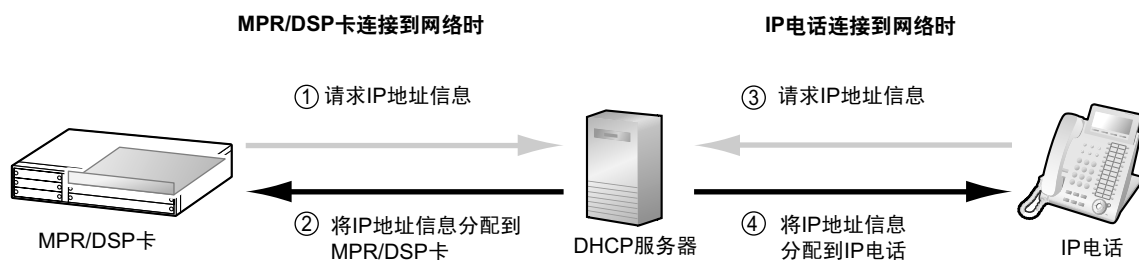 MPR/DSP卡连接到网络时
IP电话连接到网络时
① 请求IP地址信息
③ 请求IP地址信息
② 将IP地址信息分配到
MPR/DSP卡
④ 将IP地址信息
分配到IP电话
MPR/DSP卡
DHCP服务器
IP电话